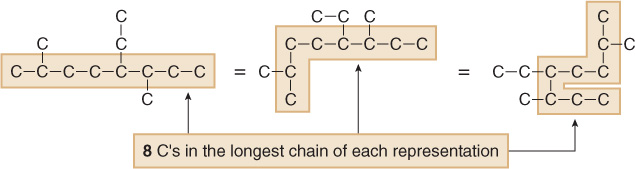 C
C C
C–C–C–C–C–C–C–C
C
=
C–C C
C–C–C–C–C–C
C–C
C
=
C
C–C
C–C–C–C–C
C–C–C–C
8 C's in the longest chain of each representation